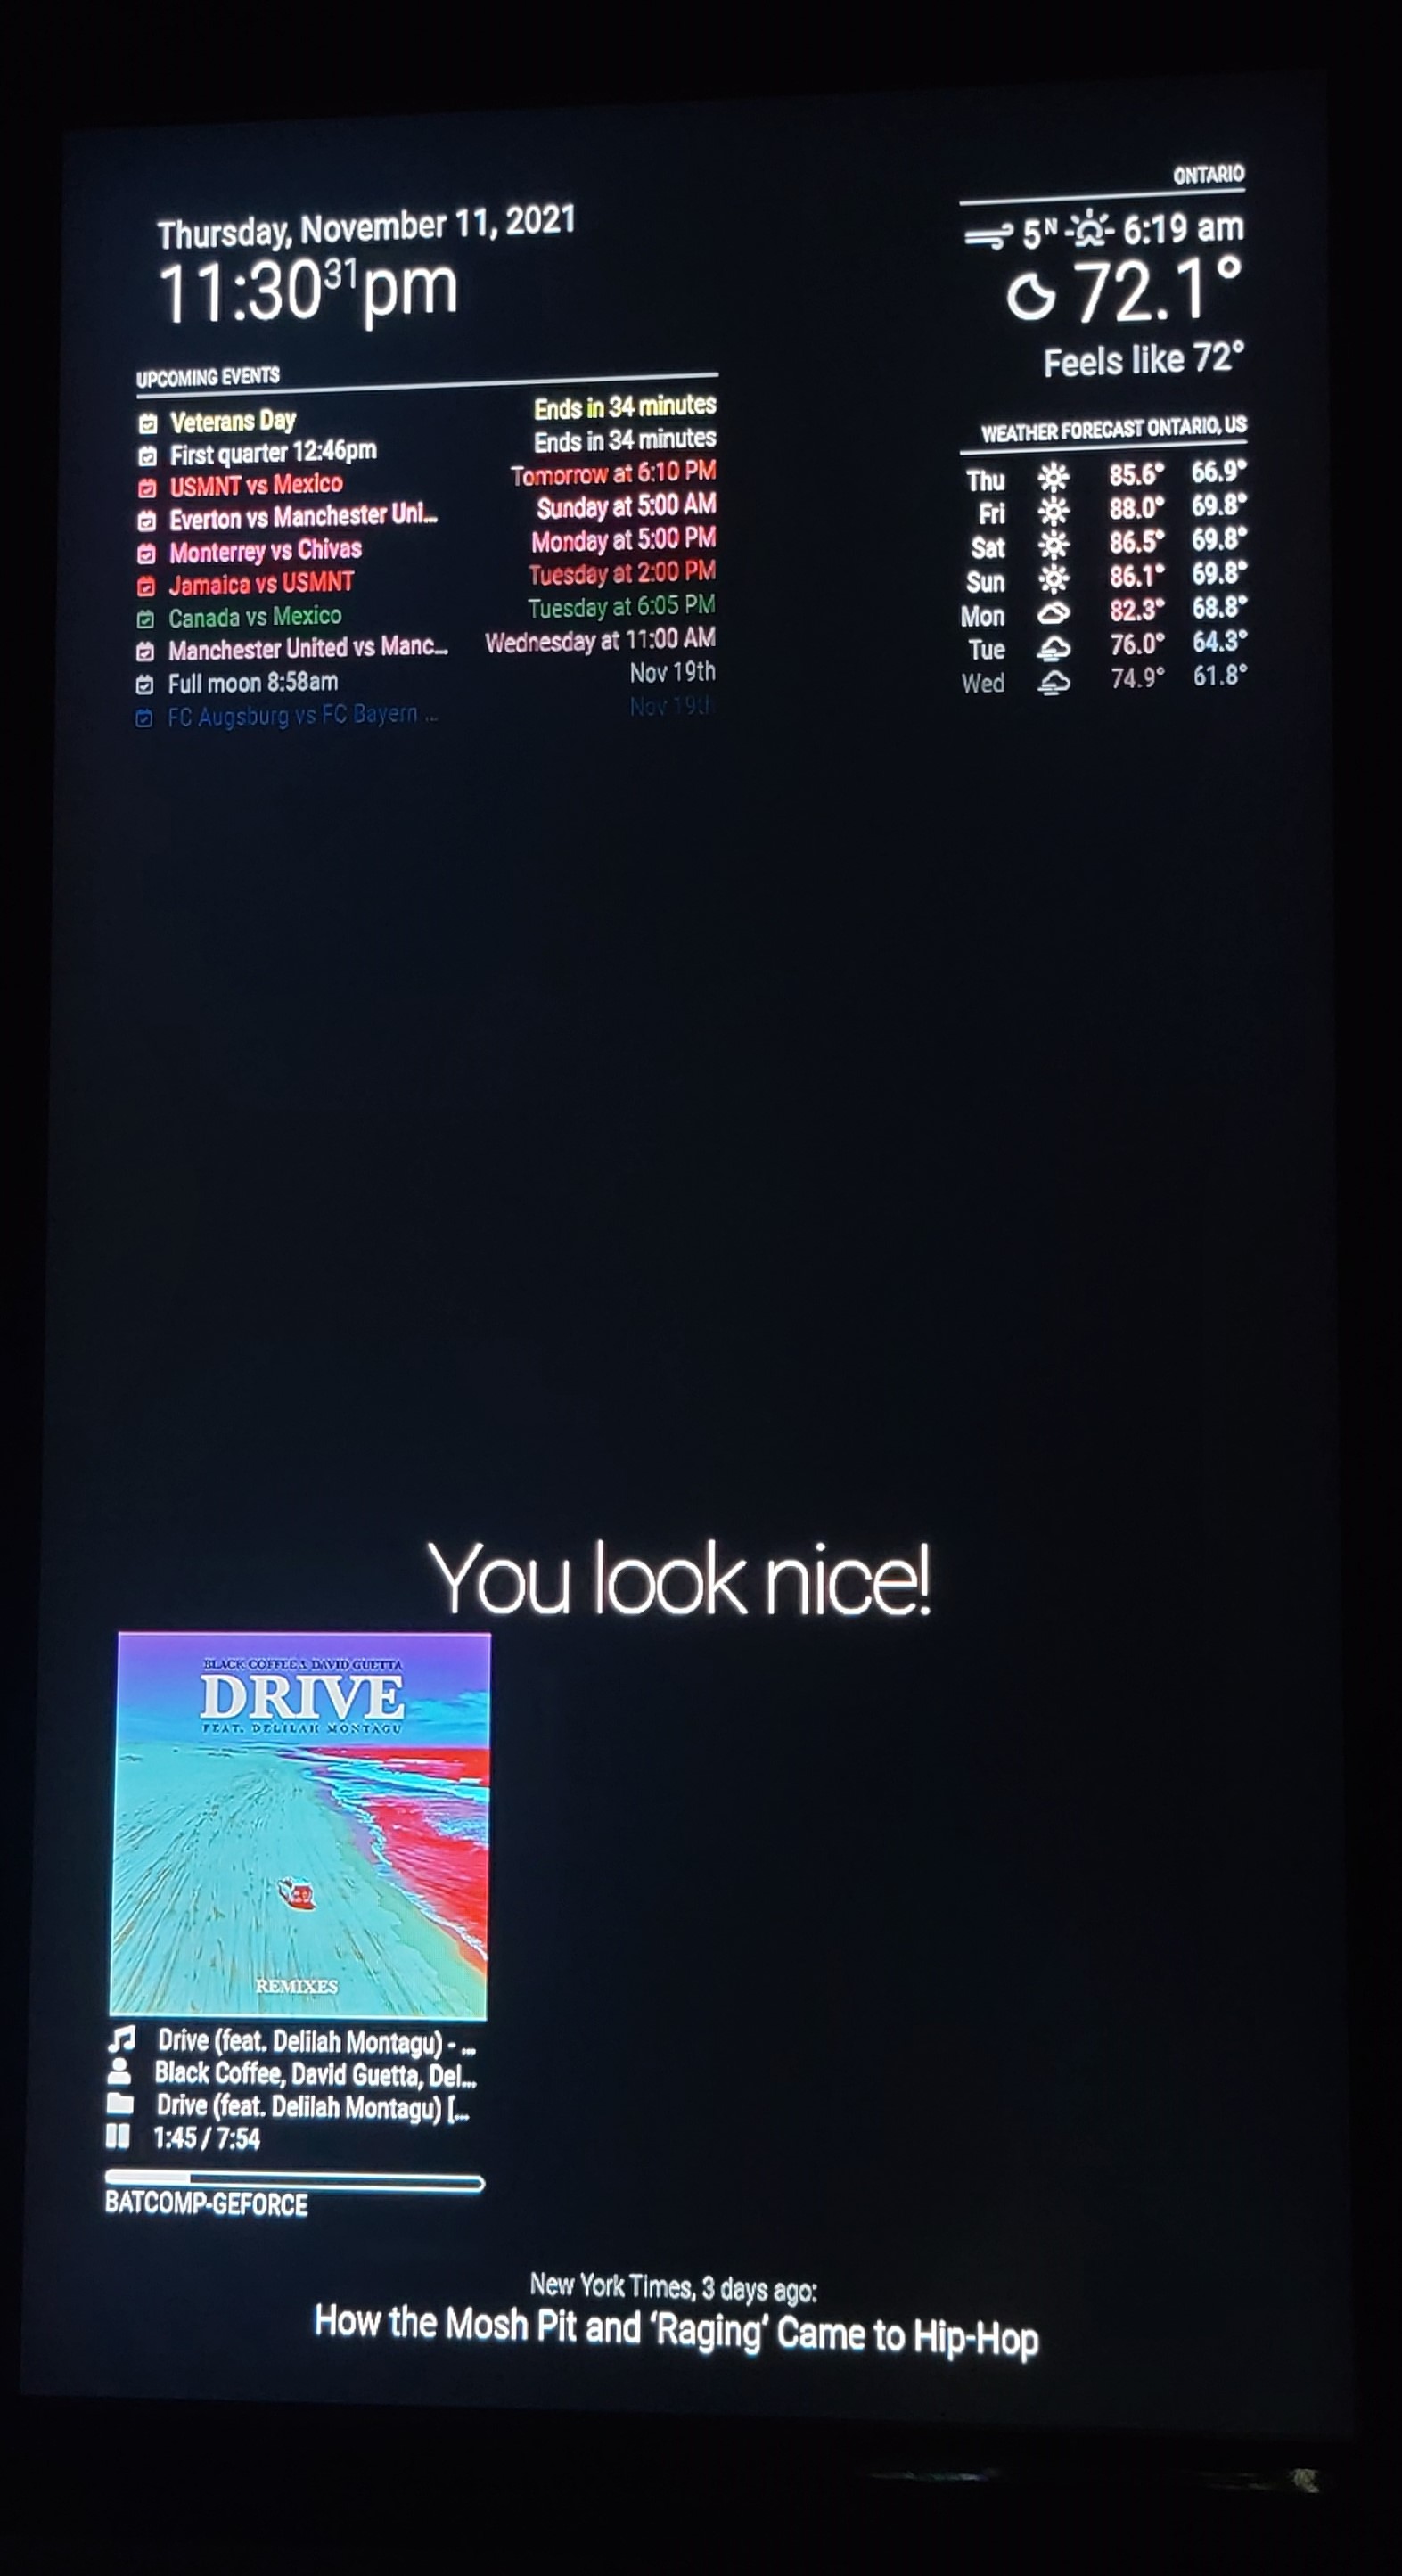 Thursday, November 11, 2021
11:30 31 pm
UPCOMING EVENTS
Veterans Day Ends in 34 minutes
First quarter 12:46pm Ends in 34 minutes
USMNT vs Mexico Tomorrow at 6:10 PM
Everton vs Manchester Uni... Sunday at 5:00 AM
Monterrey vs Chivas Monday at 5:00 PM
Jamaica vs USMNT Tuesday at 2:00 PM
Canada vs Mexico Tuesday at 6:05 PM
Manchester United vs Manc... Wednesday at 11:00 AM
Full moon 8:58am Nov 19th
FC Augsburg vs FC Bayern ... Nov 19th
ONTARIO
5 N 6:19 am
72.1°
Feels like 72°
WEATHER FORECAST ONTARIO, US
Thu 85.6° 66.9°
Fri 88.0° 69.8°
Sat 86.5° 69.8°
Sun 86.1° 69.8°
Mon 82.3° 68.8°
Tue 76.0° 64.3°
Wed 74.9° 61.8°
You look nice!
BLACK COFFEE & DAVID GUETTA
DRIVE
FEAT. DELILAH MONTAGU
REMIXES
Drive (feat. Delilah Montagu) - ...
Black Coffee, David Guetta, Del...
Drive (feat. Delilah Montagu) [...
1:45 / 7:54
BATCOMP-GEFORCE
New York Times, 3 days ago:
How the Mosh Pit and ‘Raging’ Came to Hip-Hop